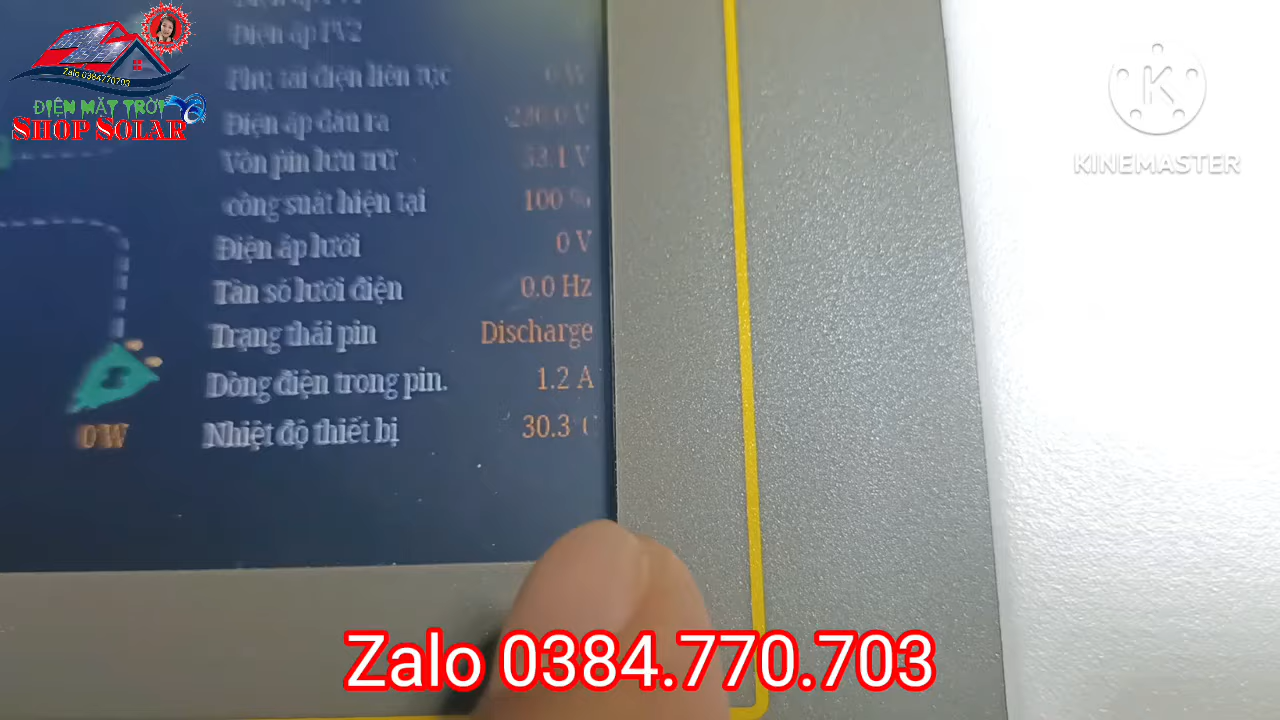 Zalo 0384770703
ĐIỆN MẶT TRỜI
SHOP SOLAR
KINEMASTER
Điện áp PV2
Phụ tải điện liên tục 0 W
Điện áp đầu ra 230.0 V
Vôn pin lưu trữ 53.1 V
công suất hiện tại 100 %
Điện áp lưới 0 V
Tần số lưới điện 0.0 Hz
Trạng thái pin Discharge
Dòng điện trong pin. 1.2 A
Nhiệt độ thiết bị 30.3 C
0 W
Zalo 0384.770.703